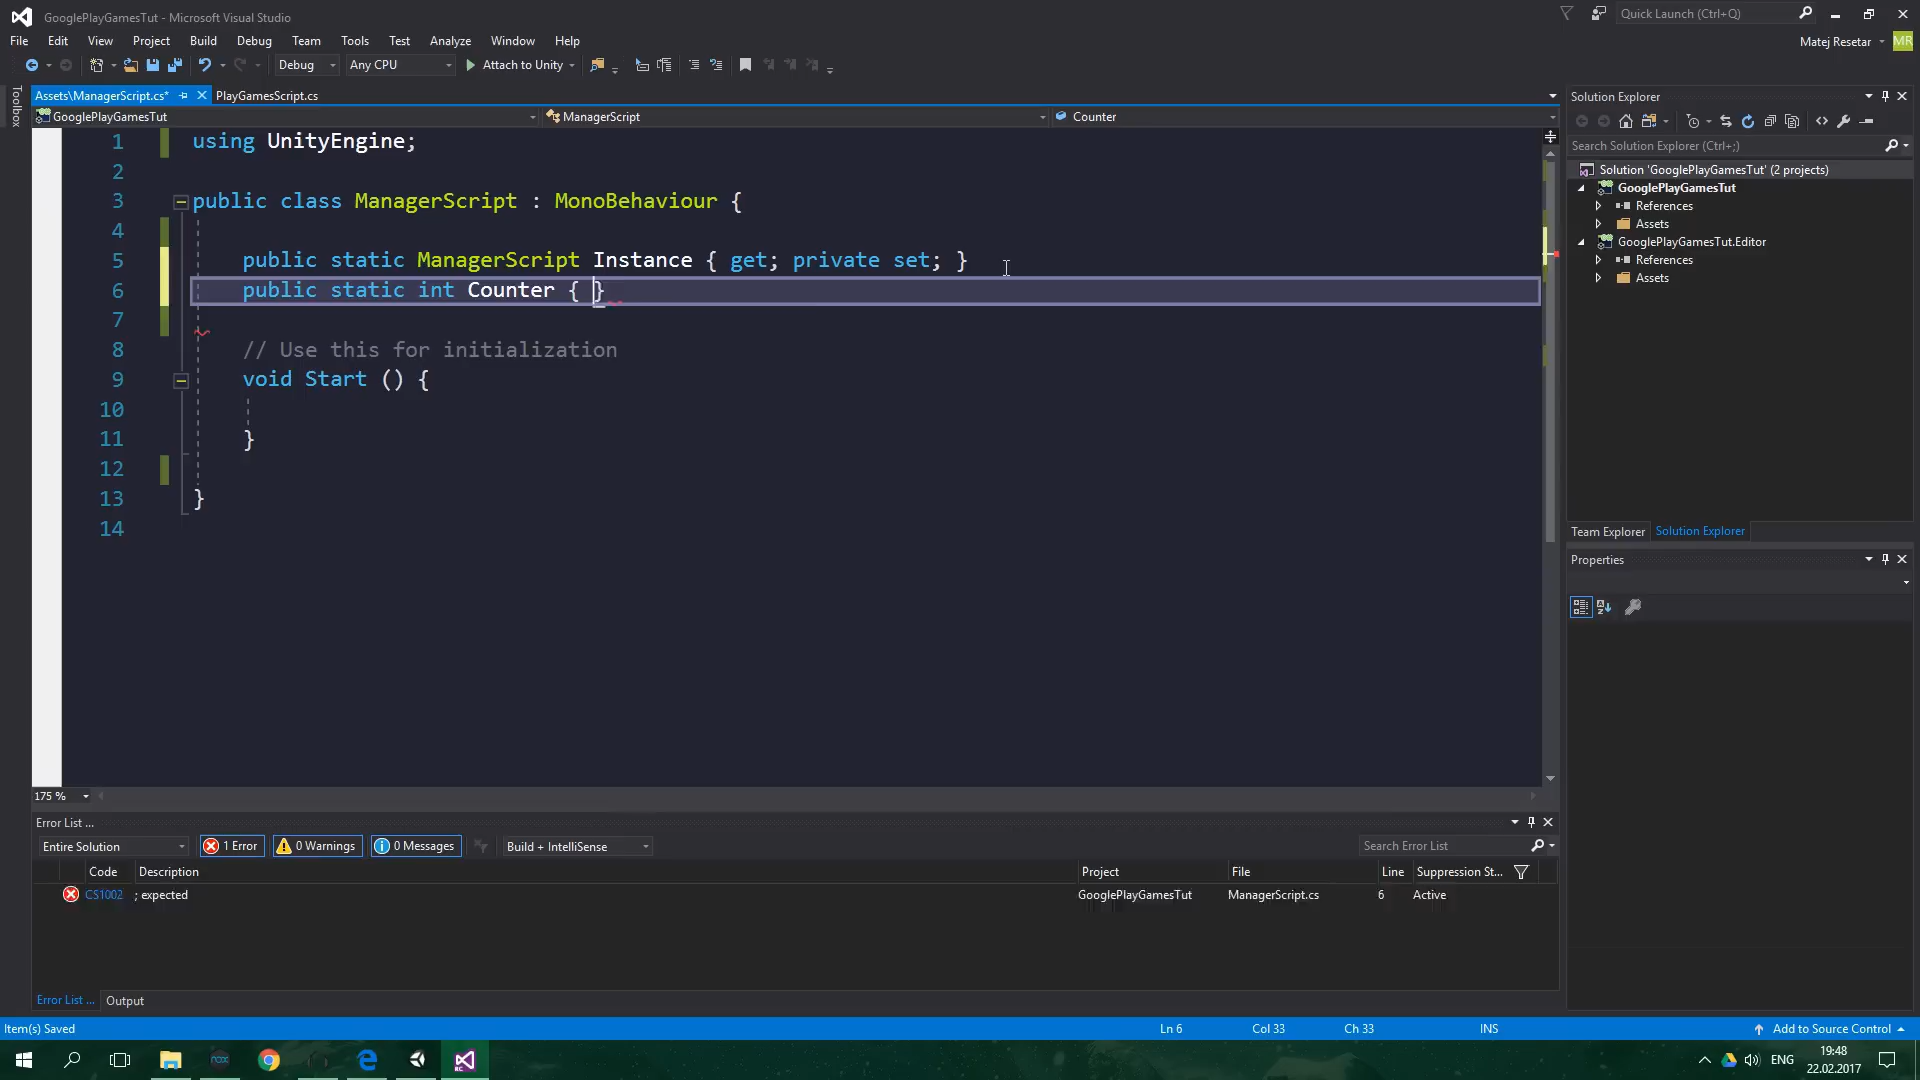 GooglePlayGamesTut - Microsoft Visual Studio
Quick Launch (Ctrl+Q)
File Edit View Project Build Debug Team Tools Test Analyze Window Help
Matej Resetar MR
Debug Any CPU Attach to Unity
Toolbox
Assets\ManagerScript.cs* PlayGamesScript.cs
GooglePlayGamesTut ManagerScript Counter
1 using UnityEngine;
2
3 public class ManagerScript : MonoBehaviour {
4
5 public static ManagerScript Instance { get; private set; }
6 public static int Counter { }
7
8 // Use this for initialization
9 void Start () {
10
11 }
12
13 }
14
175 %
Solution Explorer
Search Solution Explorer (Ctrl+;)
Solution 'GooglePlayGamesTut' (2 projects)
GooglePlayGamesTut
References
Assets
GooglePlayGamesTut.Editor
References
Assets
Team Explorer Solution Explorer
Properties
Error List ...
Entire Solution 1 Error 0 Warnings 0 Messages Build + IntelliSense Search Error List
Code Description Project File Line Suppression St...
CS1002 ; expected GooglePlayGamesTut ManagerScript.cs 6 Active
Error List ... Output
Item(s) Saved Ln 6 Col 33 Ch 33 INS Add to Source Control
ENG 19:48
22.02.2017